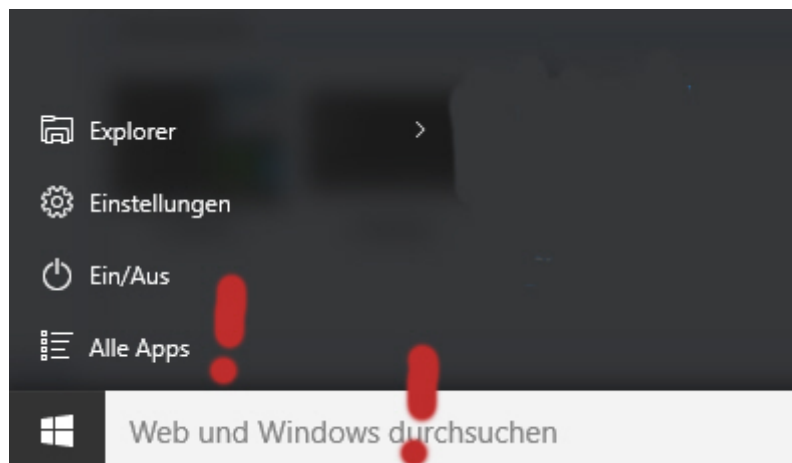 Explorer
Einstellungen
Ein/Aus
Alle Apps
Web und Windows durchsuchen